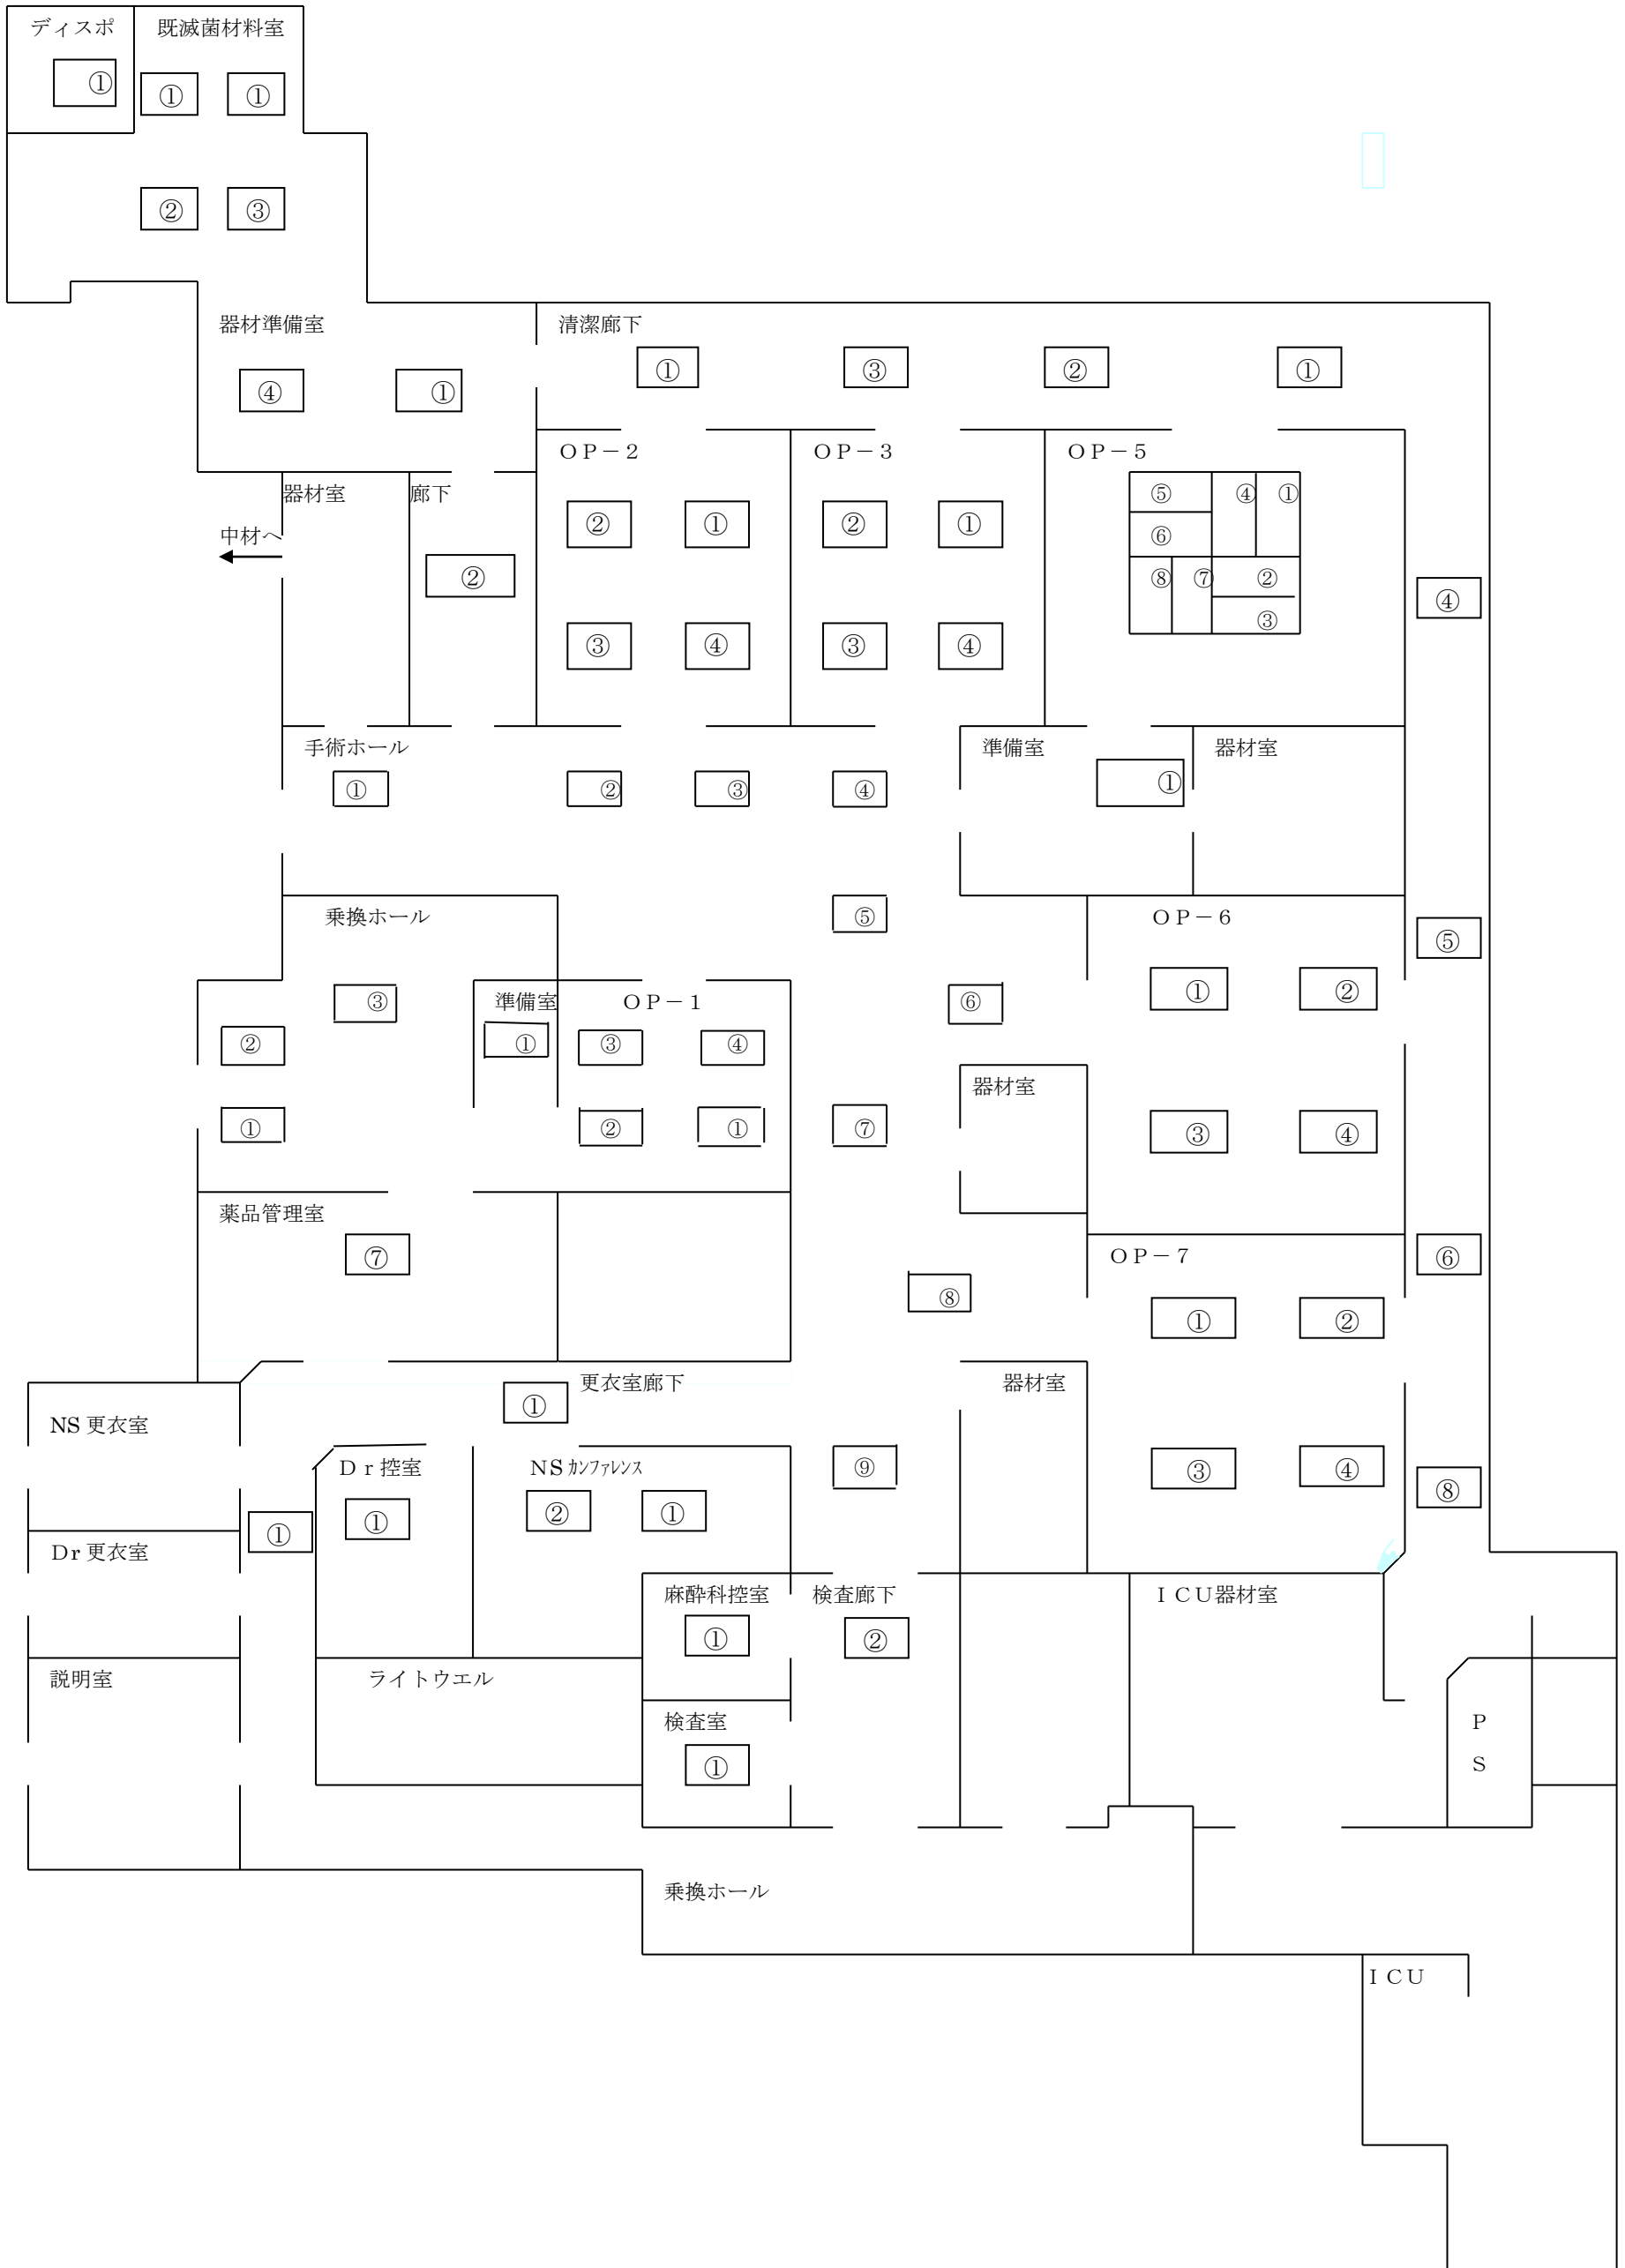 ディスポ 既滅菌材料室
①
① ①
② ③
器材準備室 清潔廊下
① ③ ② ①
④ ①
ＯＰ－２ ＯＰ－３ ＯＰ－５
器材室 廊下
⑤ ④ ①
② ① ② ①
中材へ ⑥
② ⑧ ⑦ ②
④
③
③ ④ ③ ④
手術ホール 準備室 器材室
① ② ③ ④ ①
乗換ホール ⑤ ＯＰ－６
⑤
③ 準備室 ＯＰ－１ ⑥ ① ②
② ① ③ ④
器材室
① ② ① ⑦ ③ ④
薬品管理室
⑦ ＯＰ－７ ⑥
⑧ ① ②
更衣室廊下 器材室
①
NS 更衣室
Ｄｒ控室 ＮＳカンファレンス ⑨ ③ ④
⑧
① ① ② ①
Ｄr 更衣室
麻酔科控室 検査廊下 ＩＣＵ器材室
① ②
説明室 ライトウエル
検査室 Ｐ
① Ｓ
乗換ホール
ＩＣＵ